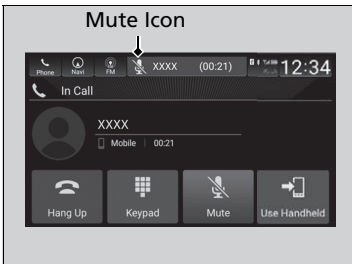 Mute Icon
Phone Navi FM XXXX (00:21) 12:34
In Call
XXXX
Mobile 00:21
Hang Up Keypad Mute Use Handheld